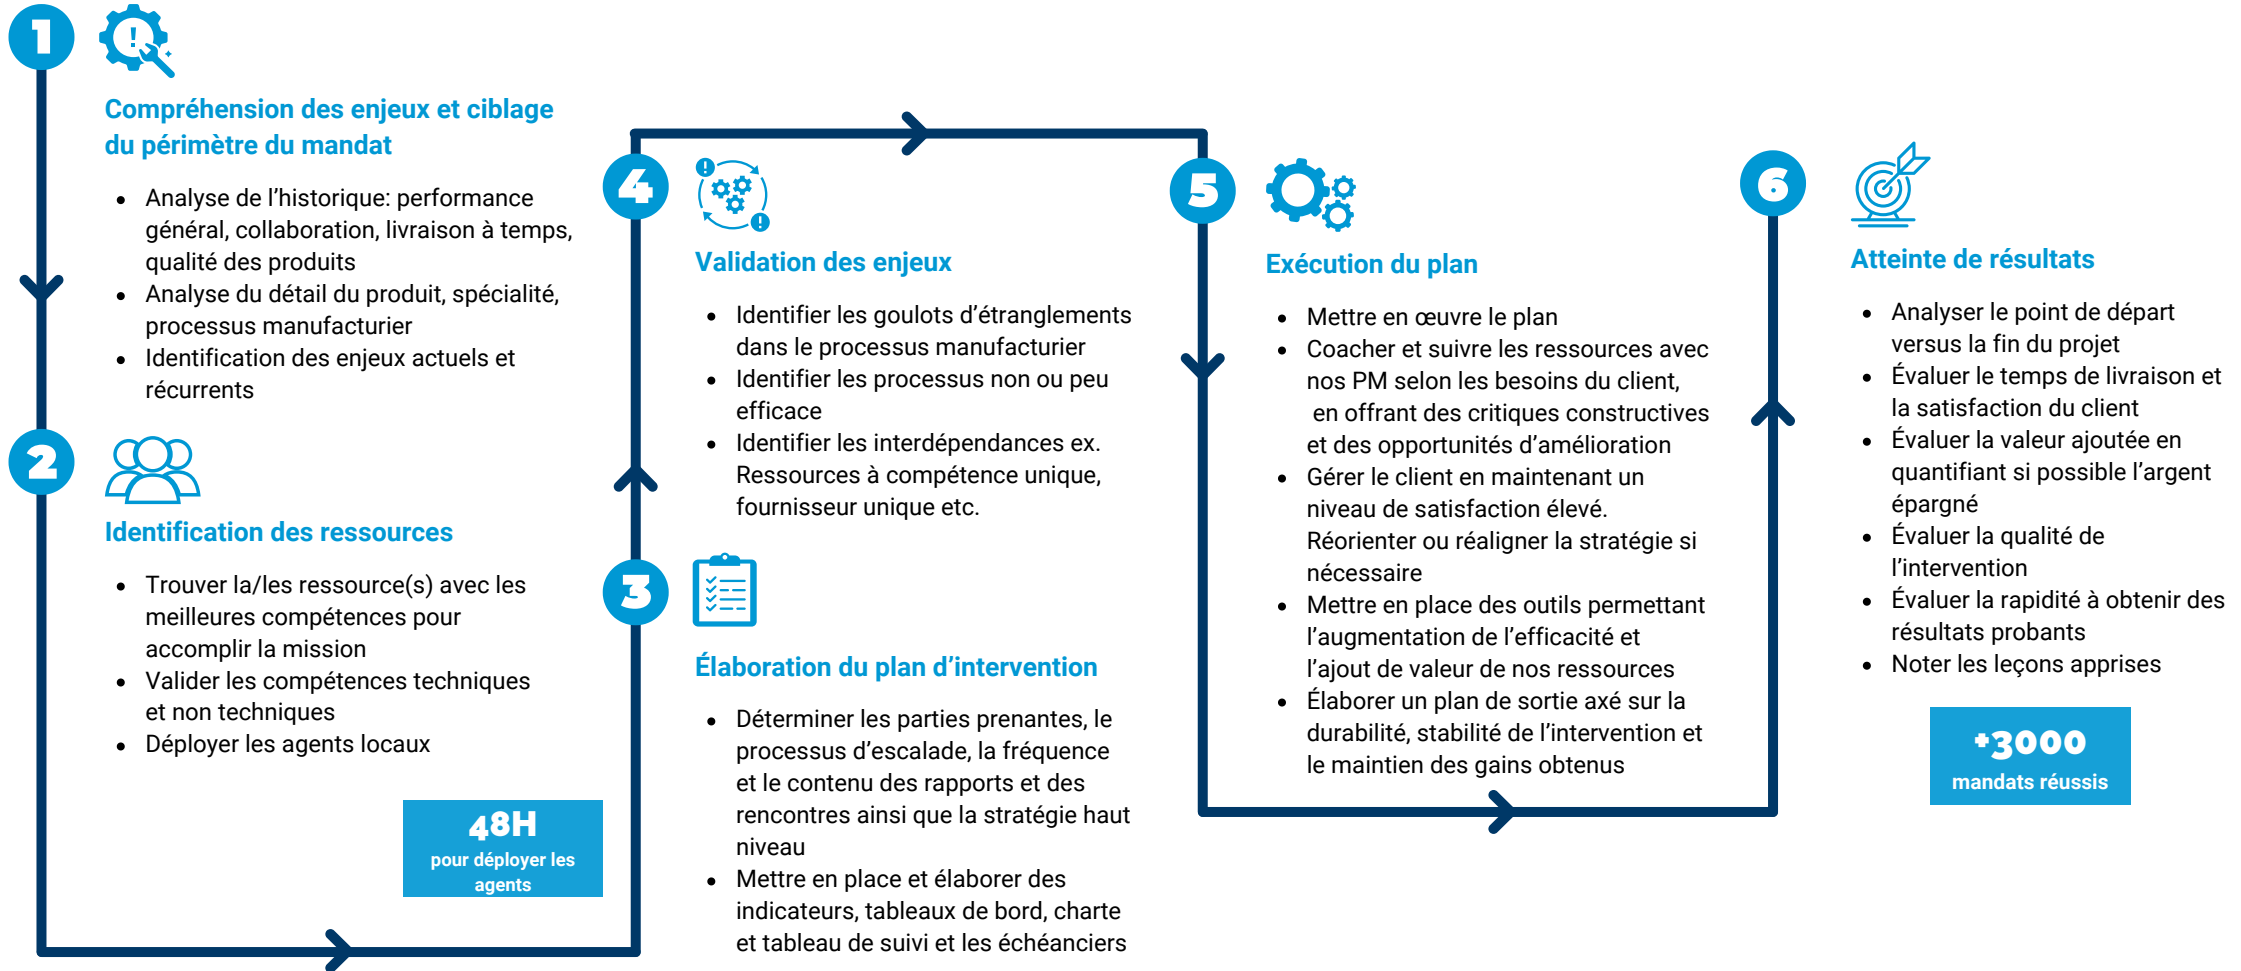 1
Compréhension des enjeux et ciblage
du périmètre du mandat
• Analyse de l’historique: performance
général, collaboration, livraison à temps,
qualité des produits
• Analyse du détail du produit, spécialité,
processus manufacturier
• Identification des enjeux actuels et
récurrents
2
Identification des ressources
• Trouver la/les ressource(s) avec les
meilleures compétences pour
accomplir la mission
• Valider les compétences techniques
et non techniques
• Déployer les agents locaux
48H
pour déployer les
agents
3
Élaboration du plan d’intervention
• Déterminer les parties prenantes, le
processus d’escalade, la fréquence
et le contenu des rapports et des
rencontres ainsi que la stratégie haut
niveau
• Mettre en place et élaborer des
indicateurs, tableaux de bord, charte
et tableau de suivi et les échéanciers
4
!
!
Validation des enjeux
• Identifier les goulots d’étranglements
dans le processus manufacturier
• Identifier les processus non ou peu
efficace
• Identifier les interdépendances ex.
Ressources à compétence unique,
fournisseur unique etc.
5
Exécution du plan
• Mettre en œuvre le plan
• Coacher et suivre les ressources avec
nos PM selon les besoins du client,
en offrant des critiques constructives
et des opportunités d’amélioration
• Gérer le client en maintenant un
niveau de satisfaction élevé.
Réorienter ou réaligner la stratégie si
nécessaire
• Mettre en place des outils permettant
l’augmentation de l’efficacité et
l’ajout de valeur de nos ressources
• Élaborer un plan de sortie axé sur la
durabilité, stabilité de l’intervention et
le maintien des gains obtenus
6
Atteinte de résultats
• Analyser le point de départ
versus la fin du projet
• Évaluer le temps de livraison et
la satisfaction du client
• Évaluer la valeur ajoutée en
quantifiant si possible l’argent
épargné
• Évaluer la qualité de
l’intervention
• Évaluer la rapidité à obtenir des
résultats probants
• Noter les leçons apprises
+3000
mandats réussis